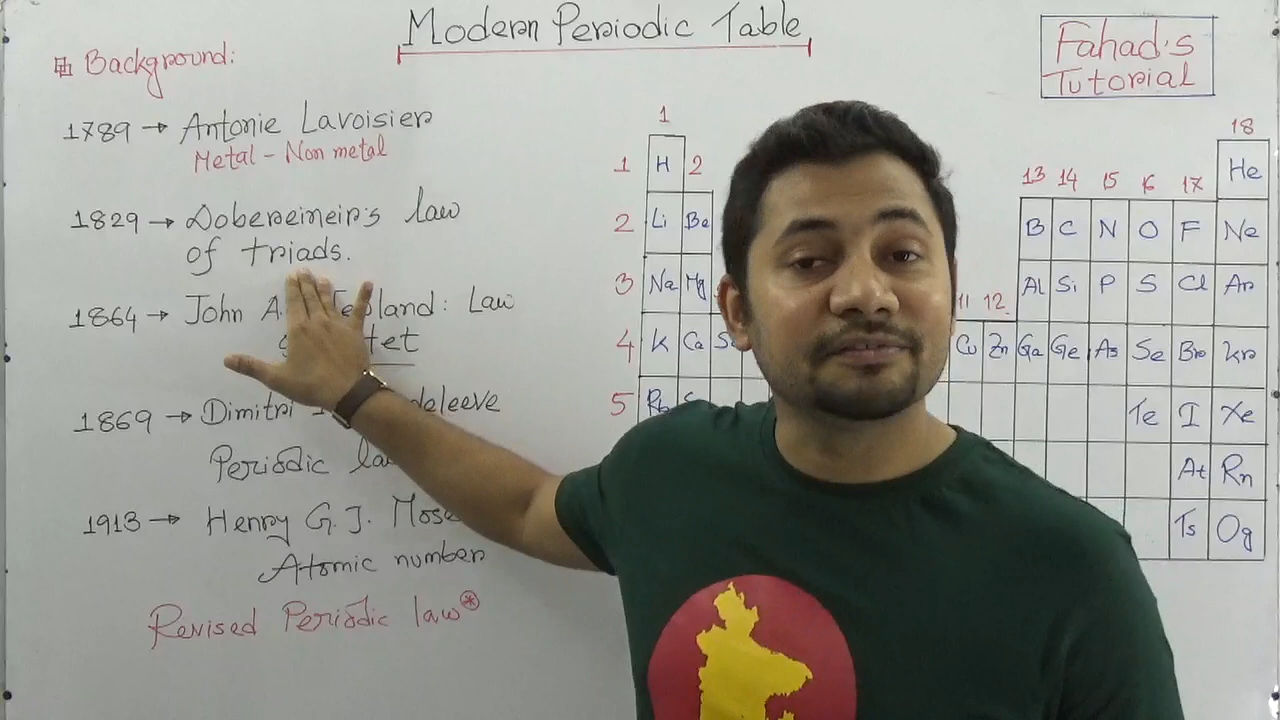 Modern Periodic Table
Fahad's
Tutorial
Background:
1789 → Antonie Lavoisier
Metal - Non metal
1829 → Dobereineir's law
of triads.
1864 → John A. : Law
1869 → Dimitri
Periodic
1913 → Henry G. J.
Atomic number
Revised Periodic law
1 18
1 H 2 13 14 15 16 17 He
2 Li Be B C N O F Ne
3 Na Mg 11 12 Al Si P S Cl Ar
4 K Ca Cu Zn Ga Ge As Se Br Kr
5 Rb Te I Xe
At Rn
Ts Og